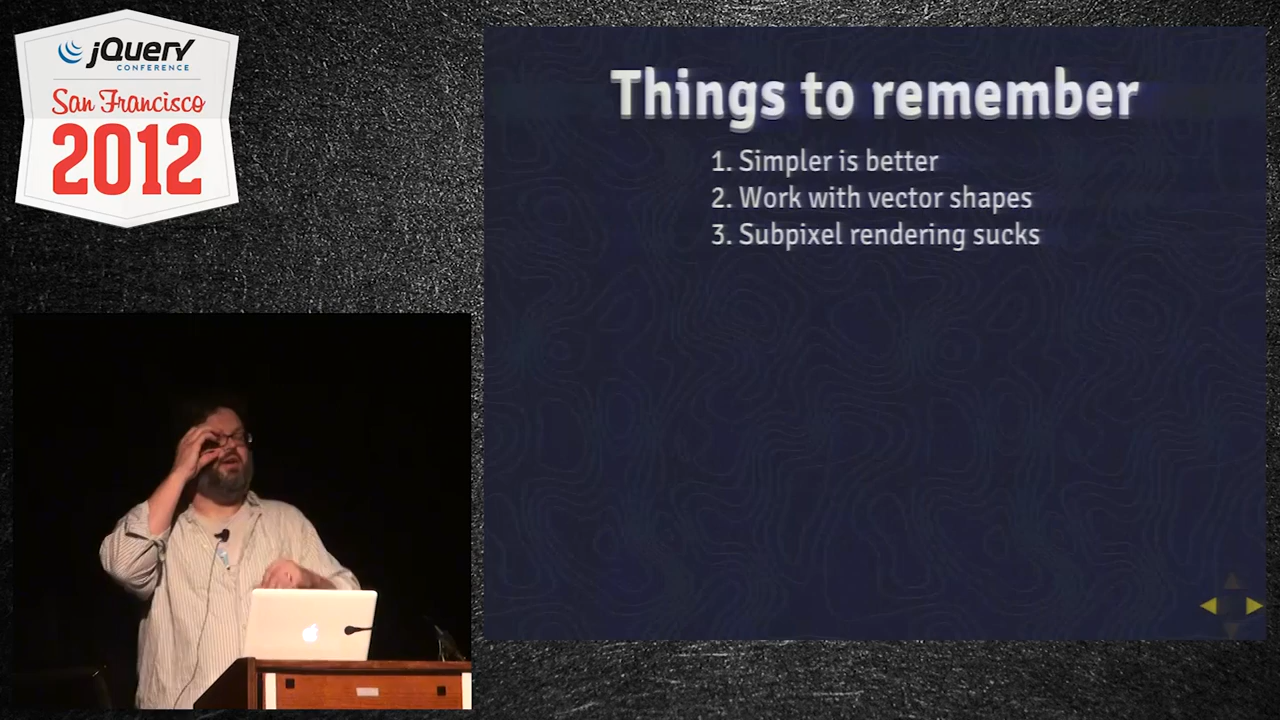 jQuery
CONFERENCE
San Francisco
2012
Things to remember
1. Simpler is better
2. Work with vector shapes
3. Subpixel rendering sucks